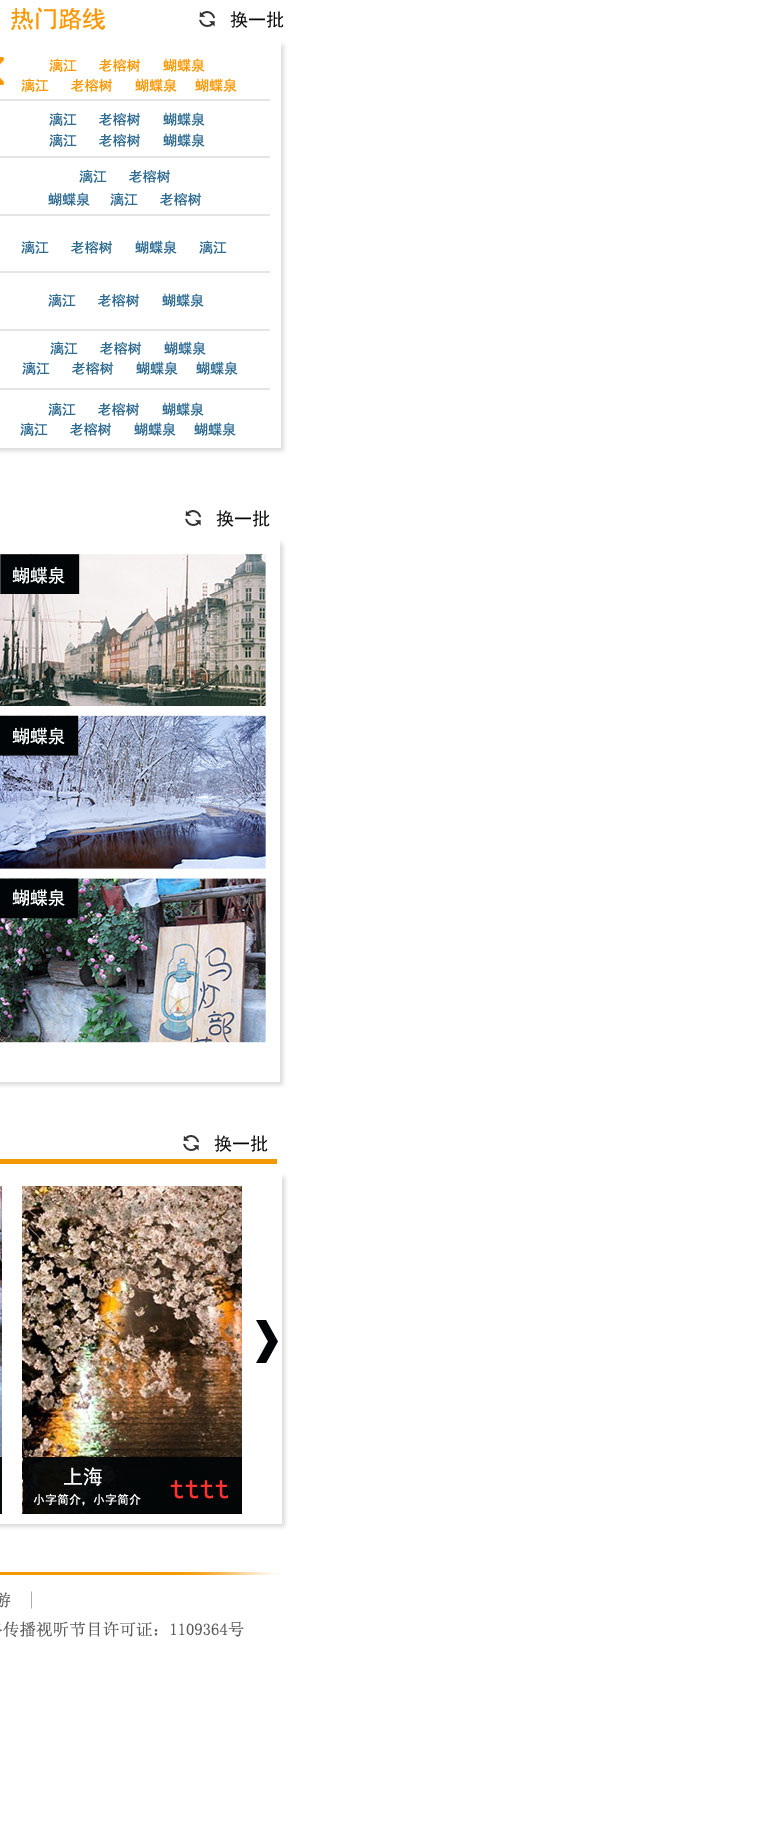 热门路线 换一批
漓江 老榕树 蝴蝶泉
漓江 老榕树 蝴蝶泉 蝴蝶泉
漓江 老榕树 蝴蝶泉
漓江 老榕树 蝴蝶泉
漓江 老榕树
蝴蝶泉 漓江 老榕树
漓江 老榕树 蝴蝶泉 漓江
漓江 老榕树 蝴蝶泉
漓江 老榕树 蝴蝶泉
漓江 老榕树 蝴蝶泉 蝴蝶泉
漓江 老榕树 蝴蝶泉
漓江 老榕树 蝴蝶泉 蝴蝶泉
换一批
蝴蝶泉
蝴蝶泉
蝴蝶泉
马
灯
部
换一批
上海
小字简介，小字简介
tttt
游 |
传播视听节目许可证：1109364号